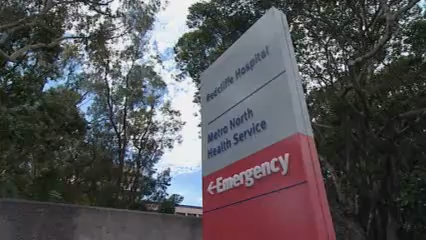 Redcliffe Hospital
Metro North
Health Service
←Emergency